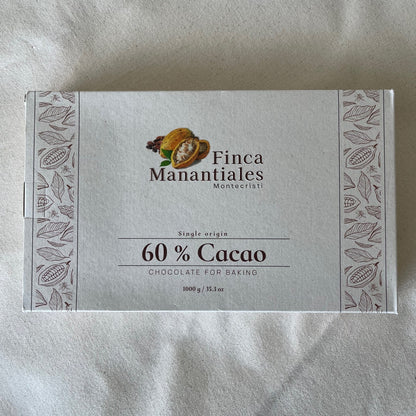 Finca
Manantiales
Montecristi
Single origin
60 % Cacao
CHOCOLATE FOR BAKING
1000 g / 35.3 oz